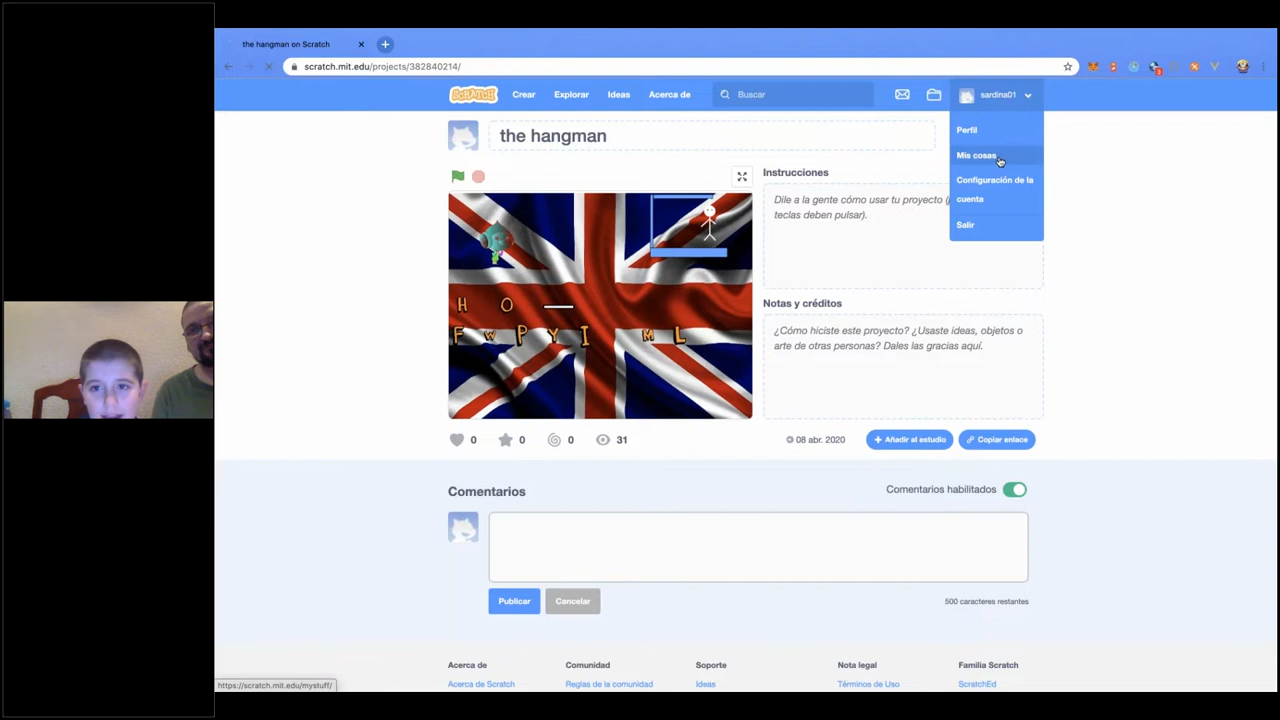 the hangman on Scratch
scratch.mit.edu/projects/382840214/
SCRATCH
Crear
Explorar
Ideas
Acerca de
Buscar
sardina01
Perfil
Mis cosas
Configuración de la
cuenta
Salir
the hangman
Instrucciones
Dile a la gente cómo usar tu proyecto (
teclas deben pulsar).
H O
F w P Y I m L
Notas y créditos
¿Cómo hiciste este proyecto? ¿Usaste ideas, objetos o
arte de otras personas? Dales las gracias aquí.
0
0
0
31
08 abr. 2020
Añadir al estudio
Copiar enlace
Comentarios
Comentarios habilitados
Publicar
Cancelar
500 caracteres restantes
Acerca de
Comunidad
Soporte
Nota legal
Familia Scratch
Acerca de Scratch
Reglas de la comunidad
Ideas
Términos de Uso
ScratchEd
https://scratch.mit.edu/mystuff/